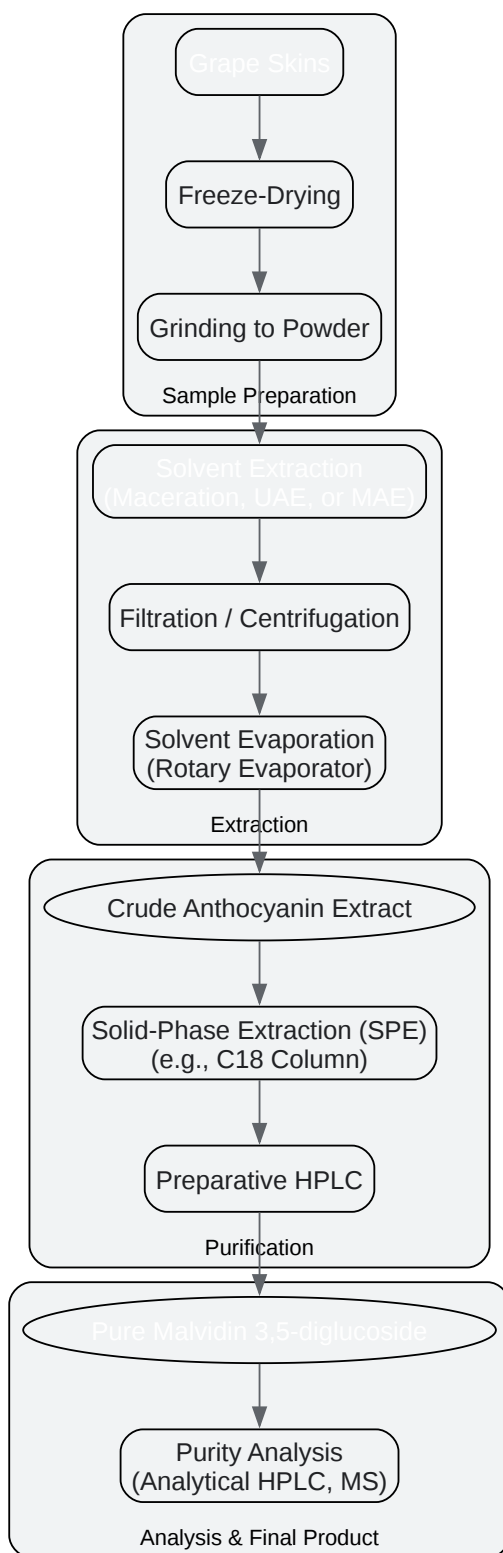 Grape Skins
Freeze-Drying
Grinding to Powder
Sample Preparation
Solvent Extraction
(Maceration, UAE, or MAE)
Filtration / Centrifugation
Solvent Evaporation
(Rotary Evaporator)
Extraction
Crude Anthocyanin Extract
Solid-Phase Extraction (SPE)
(e.g., C18 Column)
Preparative HPLC
Purification
Pure Malvidin 3,5-diglucoside
Purity Analysis
(Analytical HPLC, MS)
Analysis & Final Product